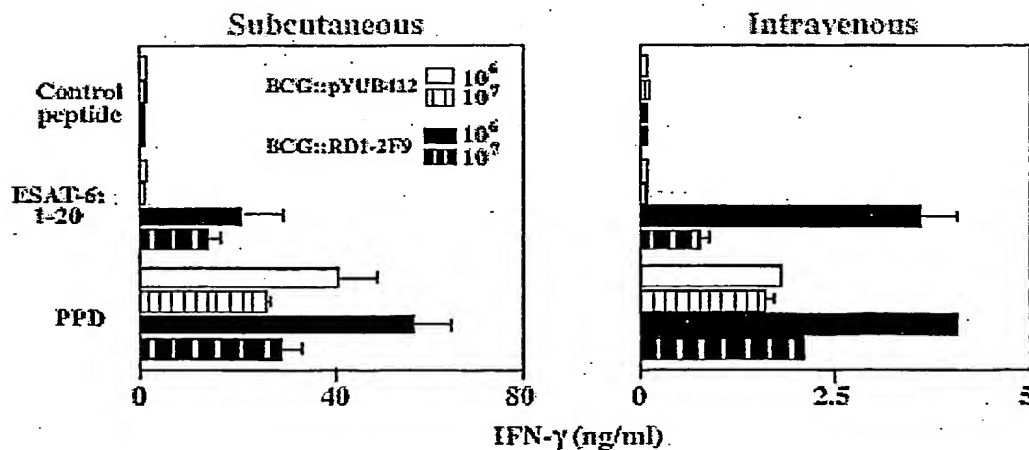 Subcutaneous
Intravenous
Control
peptide
BCG::pYUB412
10⁶
10⁷
BCG::RD1-2F9
10⁶
10⁷
ESAT-6:
1-20
PPD
0
40
80
0
2.5
5
IFN-γ (ng/ml)